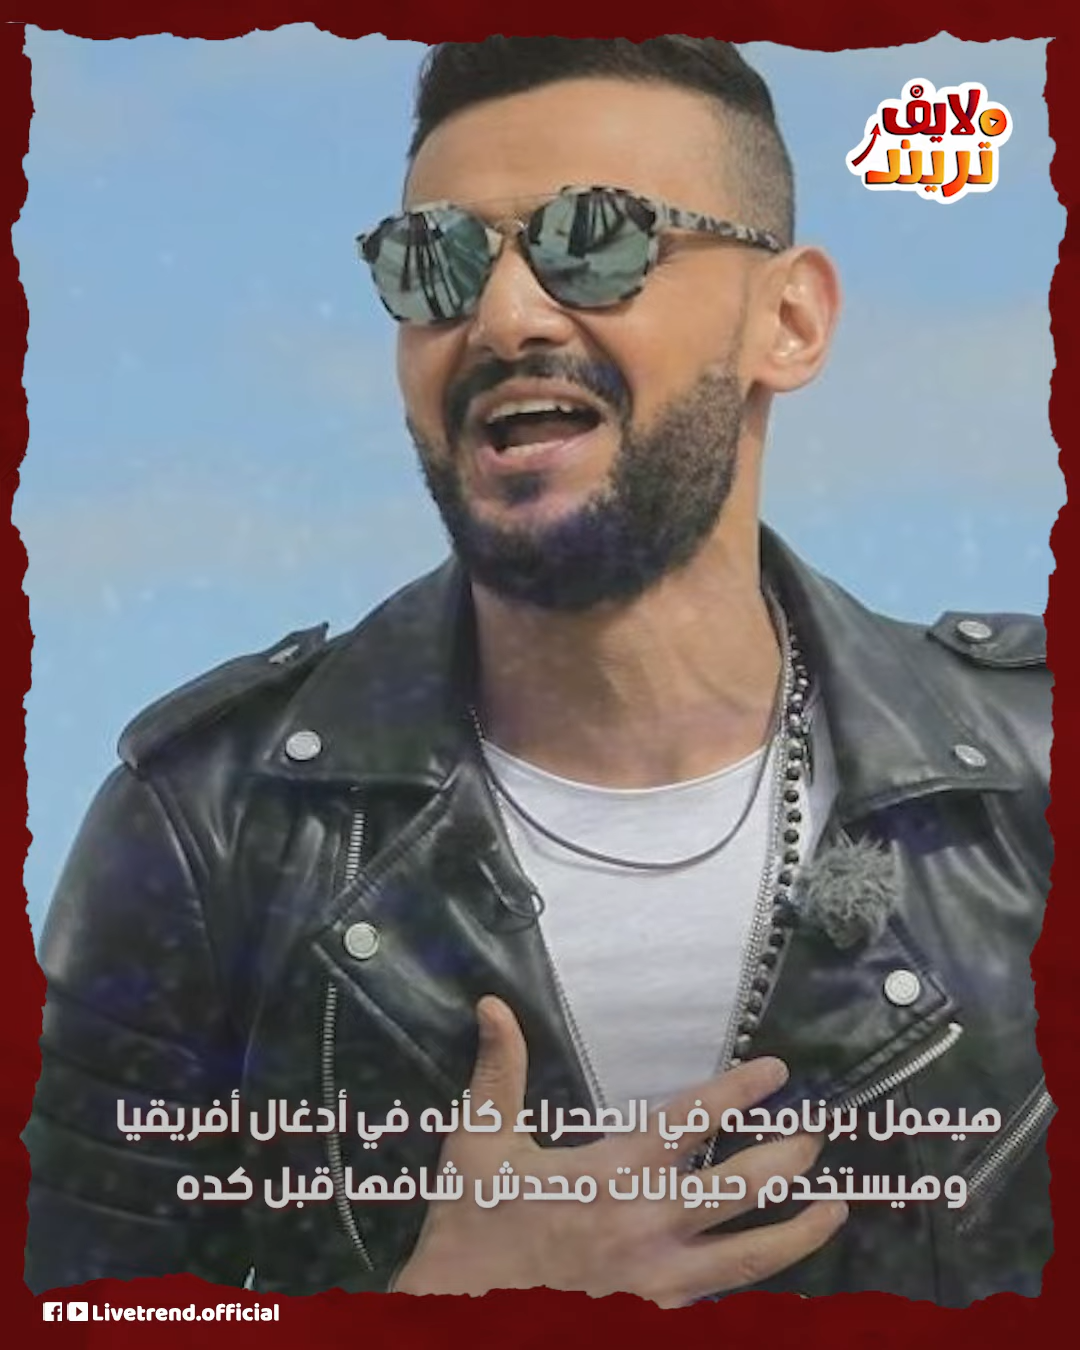 لايف
تريند
هيعمل برنامجه في الصحراء كأنه في أدغال أفريقيا
وهيستخدم حيوانات محدش شافها قبل كده
Livetrend.official